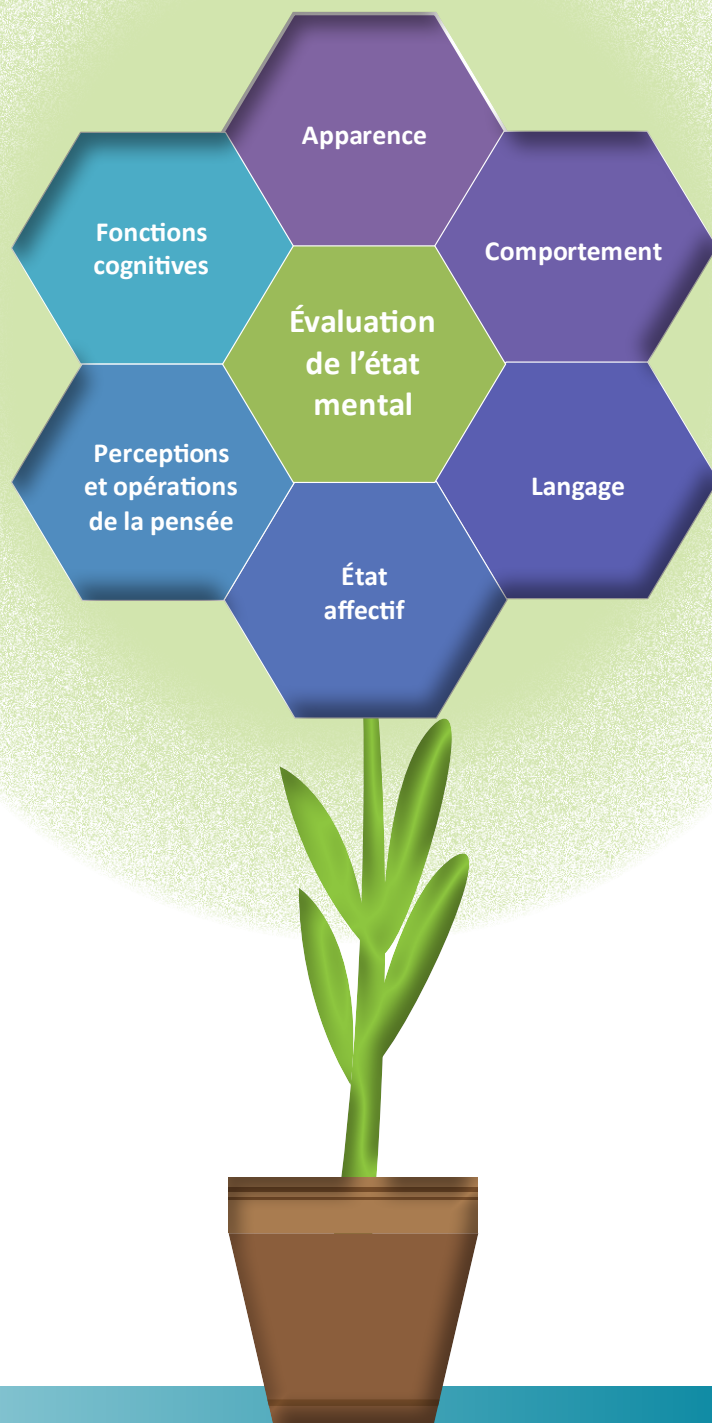 Apparence
Comportement
Fonctions
cognitives
Évaluation
de l’état
mental
Perceptions
et opérations
de la pensée
Langage
État
affectif